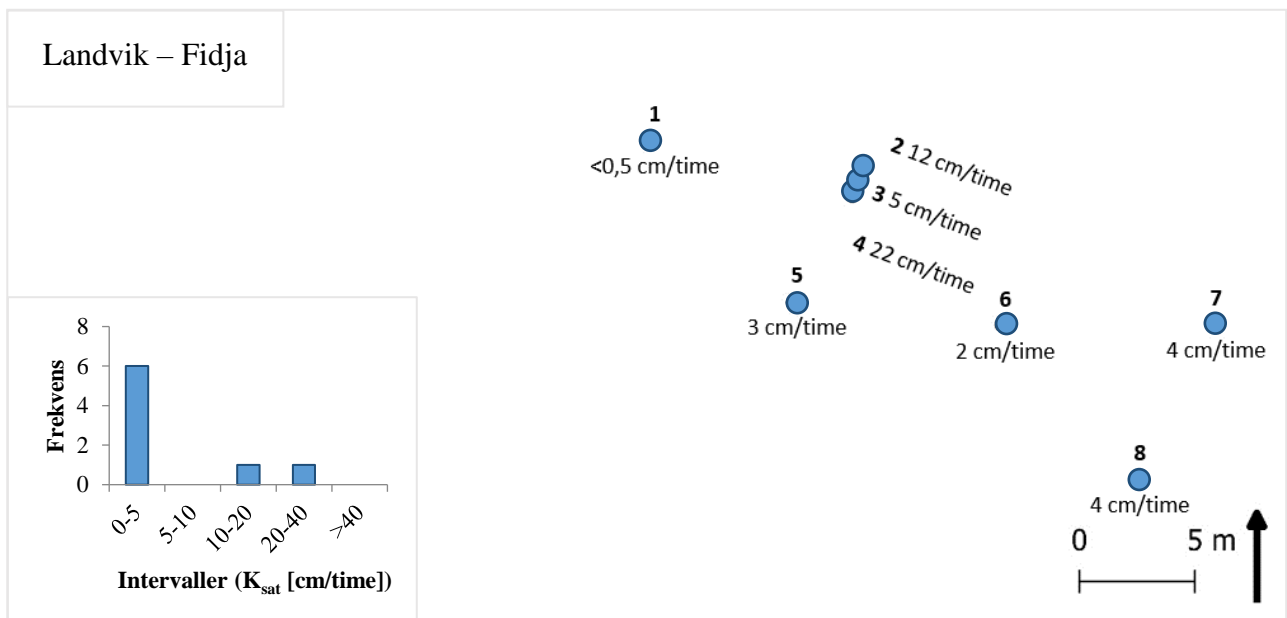 Landvik – Fidja
1
<0,5 cm/time
2 12 cm/time
3 5 cm/time
4 22 cm/time
5
3 cm/time
6
2 cm/time
7
4 cm/time
8
4 cm/time
0 5 m
8
6
4
2
0
Frekvens
0-5 5-10 10-20 20-40 >40
Intervaller (Ksat [cm/time])